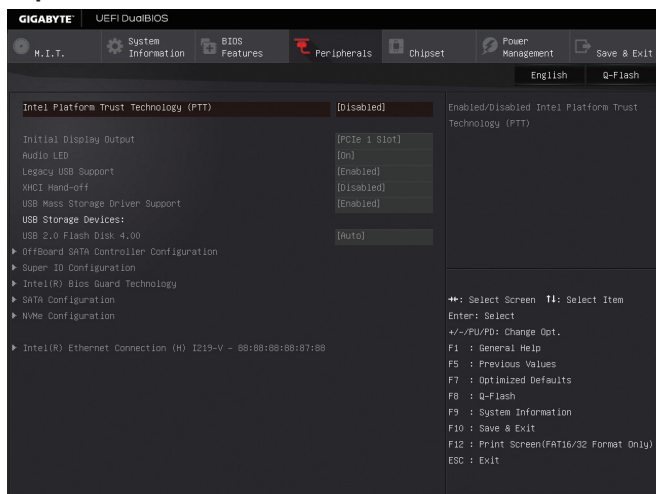 GIGABYTE™ UEFI DualBIOS
M.I.T. System Information BIOS Features Peripherals Chipset Power Management Save & Exit
English Q-Flash
Intel Platform Trust Technology (PTT) [Disabled]
Initial Display Output [PCIe 1 Slot]
Audio LED [On]
Legacy USB Support [Enabled]
XHCI Hand-off [Disabled]
USB Mass Storage Driver Support [Enabled]
USB Storage Devices:
USB 2.0 Flash Disk 4.00 [Auto]
OffBoard SATA Controller Configuration
Super IO Configuration
Intel(R) Bios Guard Technology
SATA Configuration
NVMe Configuration
Intel(R) Ethernet Connection (H) I219-V - 88:88:88:88:87:88
Enabled/Disabled Intel Platform Trust
Technology (PTT)
→←: Select Screen ↑↓: Select Item
Enter: Select
+/-/PU/PD: Change Opt.
F1 : General Help
F5 : Previous Values
F7 : Optimized Defaults
F8 : Q-Flash
F9 : System Information
F10 : Save & Exit
F12 : Print Screen(FAT16/32 Format Only)
ESC : Exit